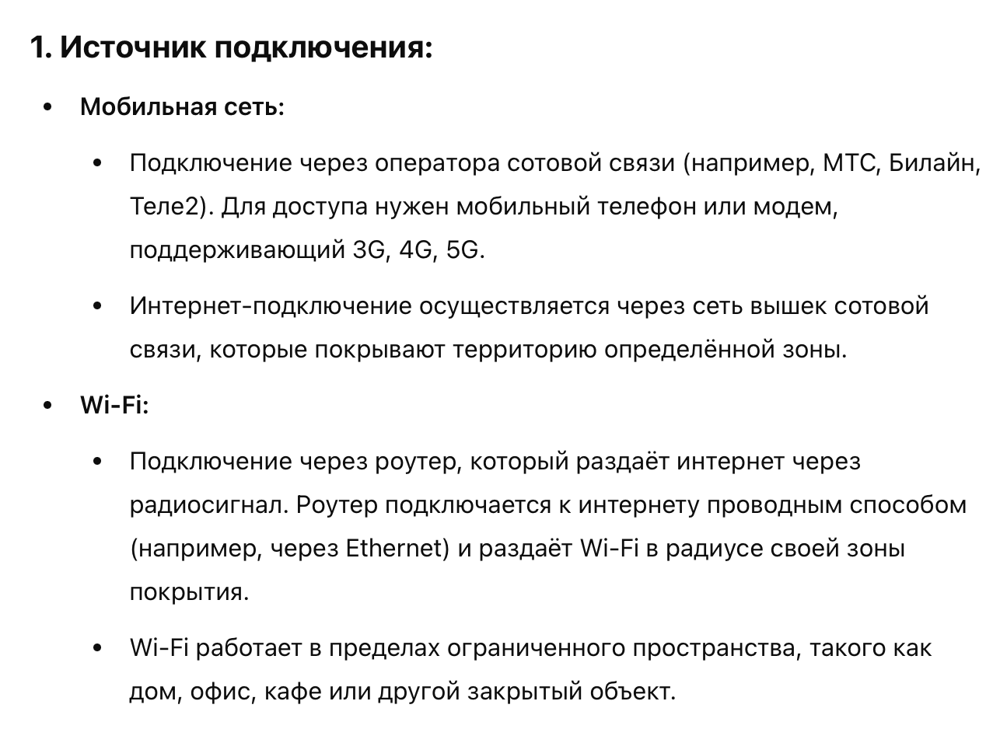 1. Источник подключения:
• Мобильная сеть:
• Подключение через оператора сотовой связи (например, МТС, Билайн,
Теле2). Для доступа нужен мобильный телефон или модем,
поддерживающий 3G, 4G, 5G.
• Интернет-подключение осуществляется через сеть вышек сотовой
связи, которые покрывают территорию определённой зоны.
• Wi-Fi:
• Подключение через роутер, который раздаёт интернет через
радиосигнал. Роутер подключается к интернету проводным способом
(например, через Ethernet) и раздаёт Wi-Fi в радиусе своей зоны
покрытия.
• Wi-Fi работает в пределах ограниченного пространства, такого как
дом, офис, кафе или другой закрытый объект.